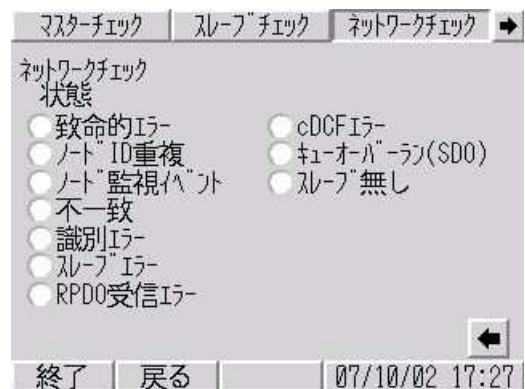 マスターチェック スレーブチェック ネットワークチェック
ネットワークチェック
状態
致命的エラー
ノードID重複
ノード監視イベント
不一致
識別エラー
スレーブエラー
RPDO受信エラー
cDCFエラー
キューオーバーラン(SDO)
スレーブ無し
終了 戻る 07/10/02 17:27